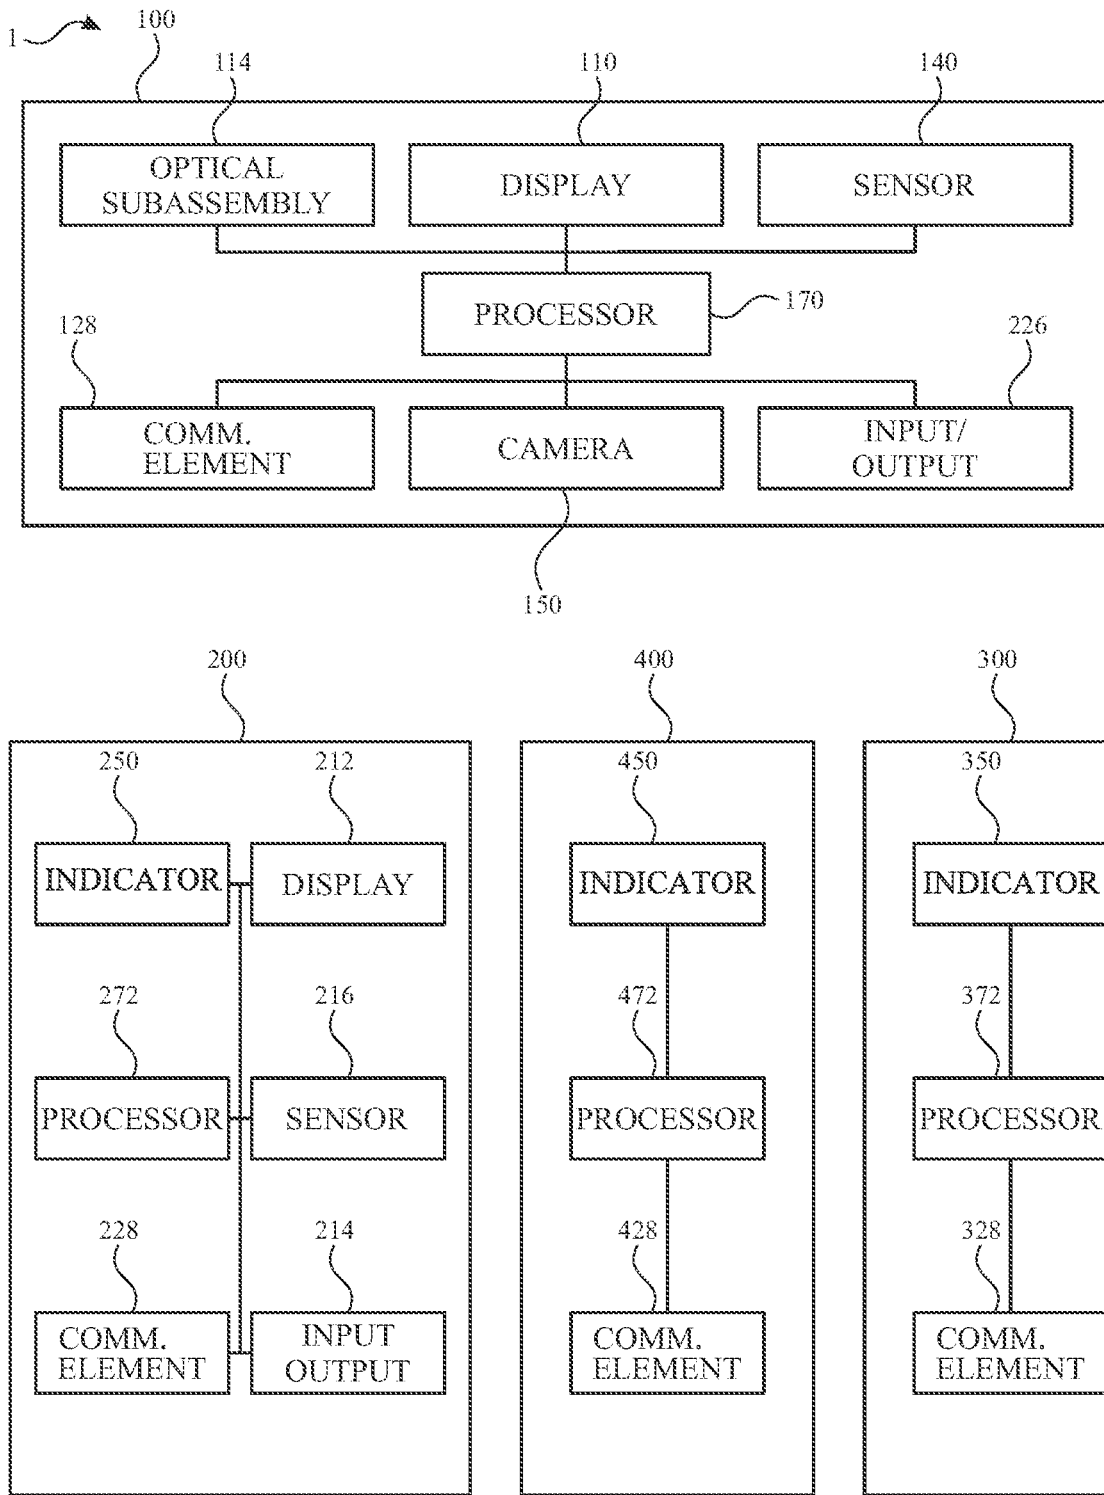 1
100
114
110
140
OPTICAL
SUBASSEMBLY
DISPLAY
SENSOR
PROCESSOR
170
128
226
COMM.
ELEMENT
CAMERA
INPUT/
OUTPUT
150
200
400
300
250
212
450
350
INDICATOR
DISPLAY
INDICATOR
INDICATOR
272
216
472
372
PROCESSOR
SENSOR
PROCESSOR
PROCESSOR
228
214
428
328
COMM.
ELEMENT
INPUT
OUTPUT
COMM.
ELEMENT
COMM.
ELEMENT